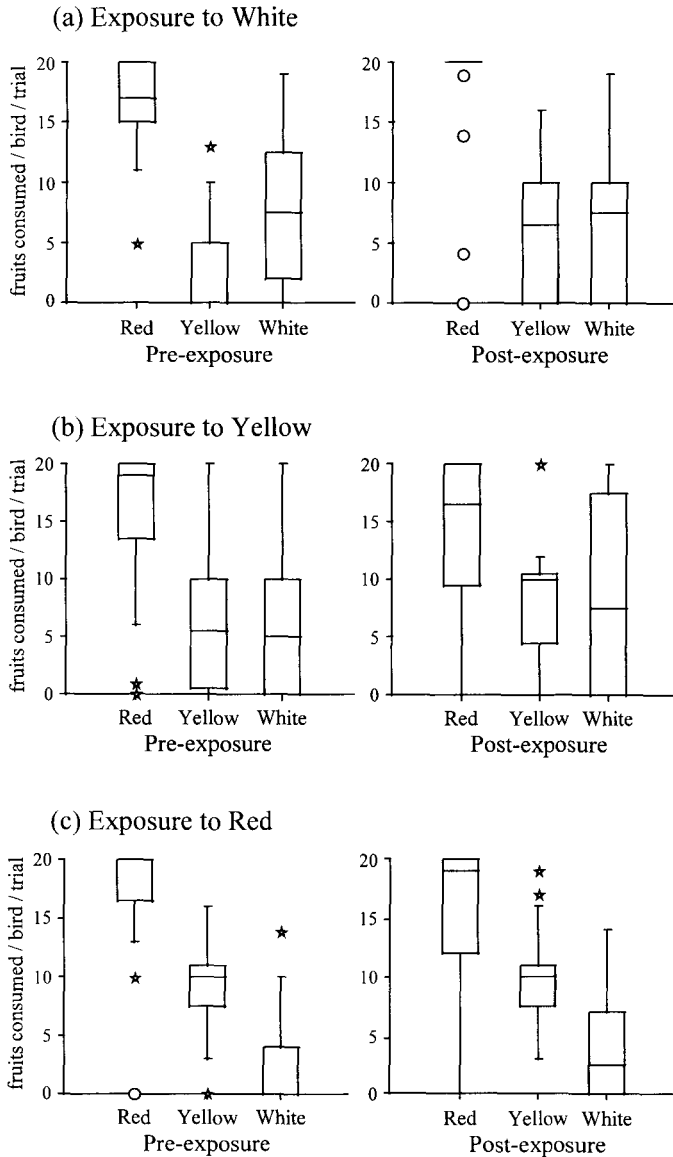 (a) Exposure to White
fruits consumed / bird / trial
20
15
10
5
0
Red Yellow White
Pre-exposure
20
15
10
5
0
Red Yellow White
Post-exposure
(b) Exposure to Yellow
fruits consumed / bird / trial
20
15
10
5
0
Red Yellow White
Pre-exposure
20
15
10
5
0
Red Yellow White
Post-exposure
(c) Exposure to Red
fruits consumed / bird / trial
20
15
10
5
0
Red Yellow White
Pre-exposure
20
15
10
5
0
Red Yellow White
Post-exposure